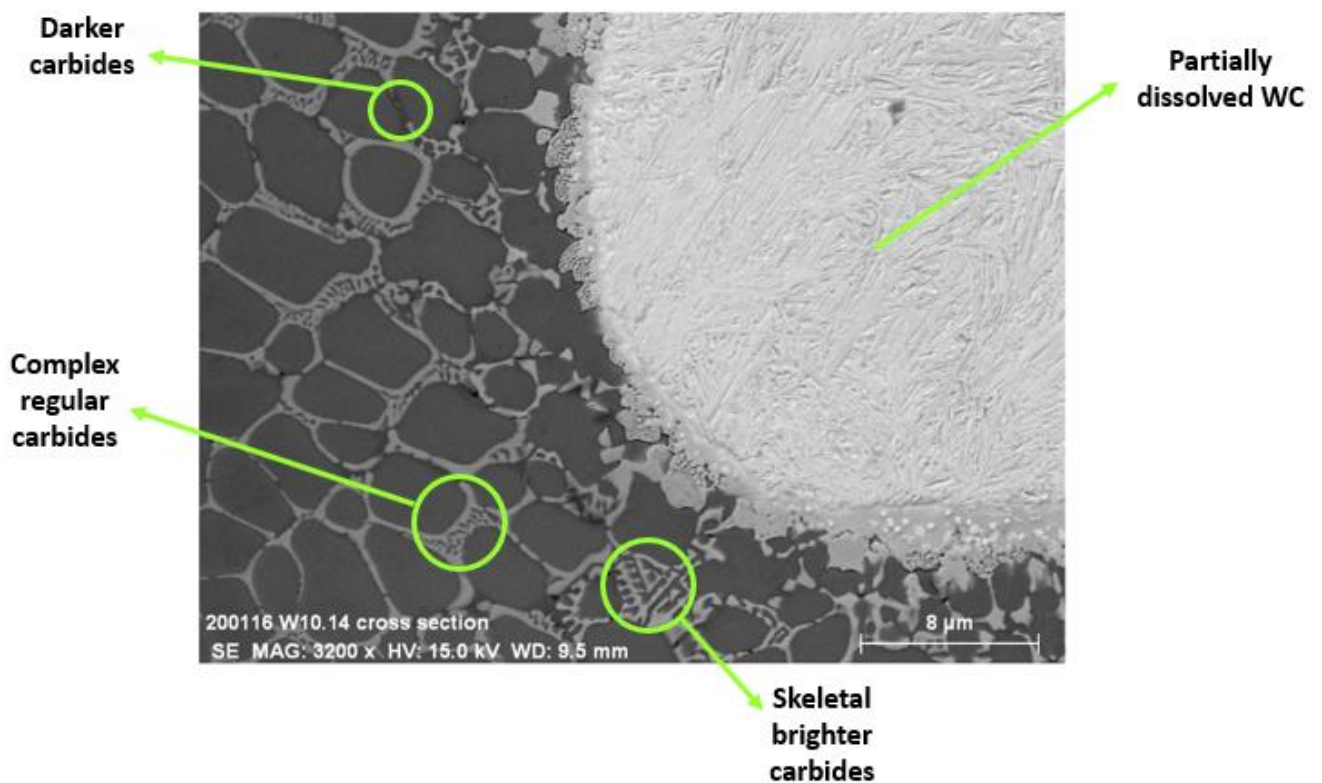 Darker
carbides
Partially
dissolved WC
Complex
regular
carbides
200116 W10.14 cross section
SE MAG: 3200 x HV: 15.0 kV WD: 9.5 mm
8 µm
Skeletal
brighter
carbides